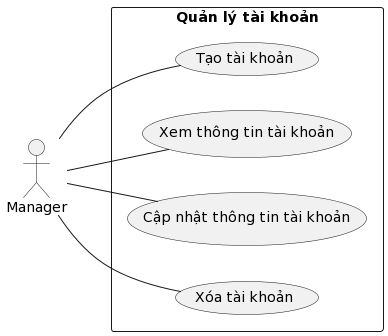 Quản lý tài khoản
Tạo tài khoản
Xem thông tin tài khoản
Manager
Cập nhật thông tin tài khoản
Xóa tài khoản